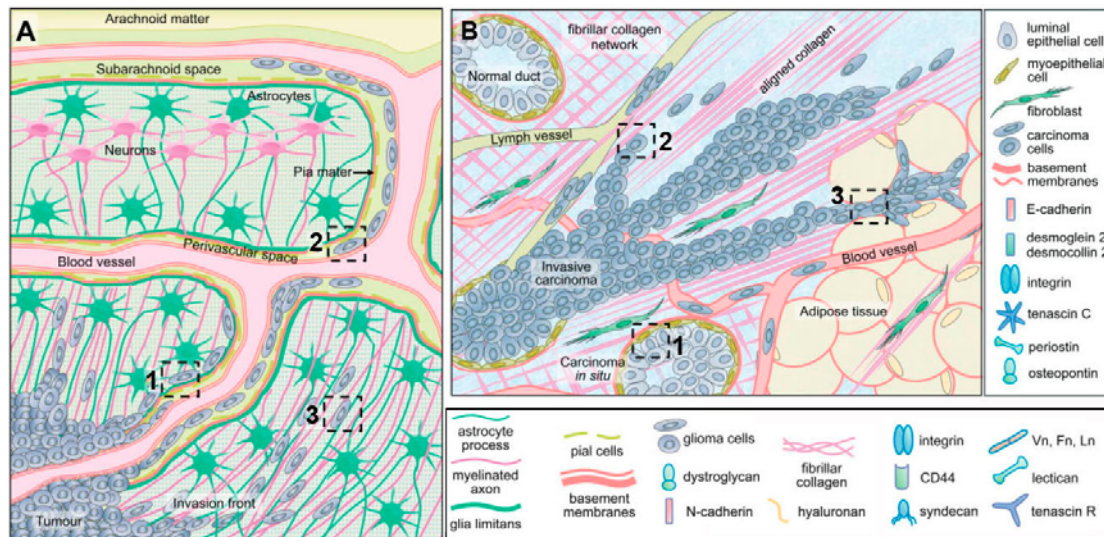 A
Arachnoid matter
Subarachnoid space
Astrocytes
Neurons
Pia mater
2
Perivascular space
Blood vessel
1
3
Invasion front
Tumour
B
fibrillar collagen
network
Normal duct
aligned collagen
Lymph vessel
2
3
Invasive
carcinoma
Blood vessel
Adipose tissue
1
Carcinoma
in situ
luminal
epithelial cell
myoepithelial
cell
fibroblast
carcinoma
cells
basement
membranes
E-cadherin
desmoglein 2
desmocollin 2
integrin
tenascin C
periostin
osteopontin
astrocyte
process
myelinated
axon
glia limitans
pial cells
basement
membranes
glioma cells
dystroglycan
N-cadherin
fibrillar
collagen
hyaluronan
integrin
CD44
syndecan
Vn, Fn, Ln
lectican
tenascin R